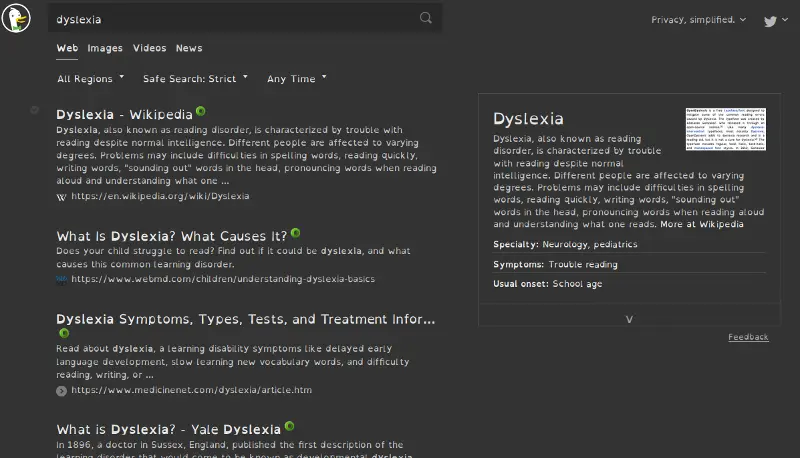 dyslexia
Privacy, simplified.
Web Images Videos News
All Regions Safe Search: Strict Any Time
Dyslexia - Wikipedia
Dyslexia, also known as reading disorder, is characterized by trouble with
reading despite normal intelligence. Different people are affected to varying
degrees. Problems may include difficulties in spelling words, reading quickly,
writing words, "sounding out" words in the head, pronouncing words when reading
aloud and understanding what one ...
W https://en.wikipedia.org/wiki/Dyslexia
What Is Dyslexia? What Causes It?
Does your child struggle to read? Find out if it could be dyslexia, and what
causes this common learning disorder.
https://www.webmd.com/children/understanding-dyslexia-basics
Dyslexia Symptoms, Types, Tests, and Treatment Infor...
Read about dyslexia, a learning disability symptoms like delayed early
language development, slow learning new vocabulary words, and difficulty
reading, writing, or ...
https://www.medicinenet.com/dyslexia/article.htm
What is Dyslexia? - Yale Dyslexia
In 1896, a doctor in Sussex, England, published the first description of the
learning disorder that would come to be known as developmental dyslexia
Dyslexia
Dyslexia, also known as reading
disorder, is characterized by trouble
with reading despite normal
intelligence. Different people are affected to varying
degrees. Problems may include difficulties in spelling
words, reading quickly, writing words, "sounding out"
words in the head, pronouncing words when reading aloud
and understanding what one reads. More at Wikipedia
Specialty: Neurology, pediatrics
Symptoms: Trouble reading
Usual onset: School age
Feedback